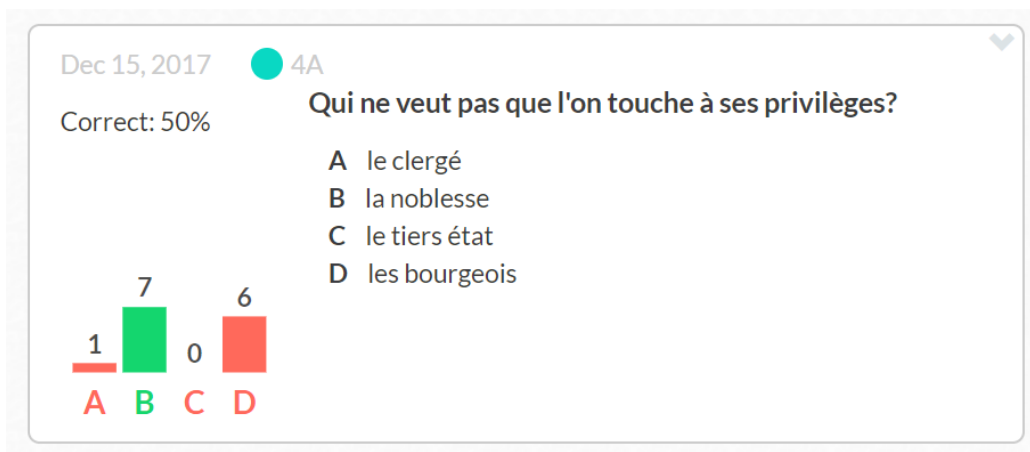 Dec 15, 2017 4A
Correct: 50%
Qui ne veut pas que l'on touche à ses privilèges?
A le clergé
B la noblesse
C le tiers état
D les bourgeois
1 7 0 6
A B C D